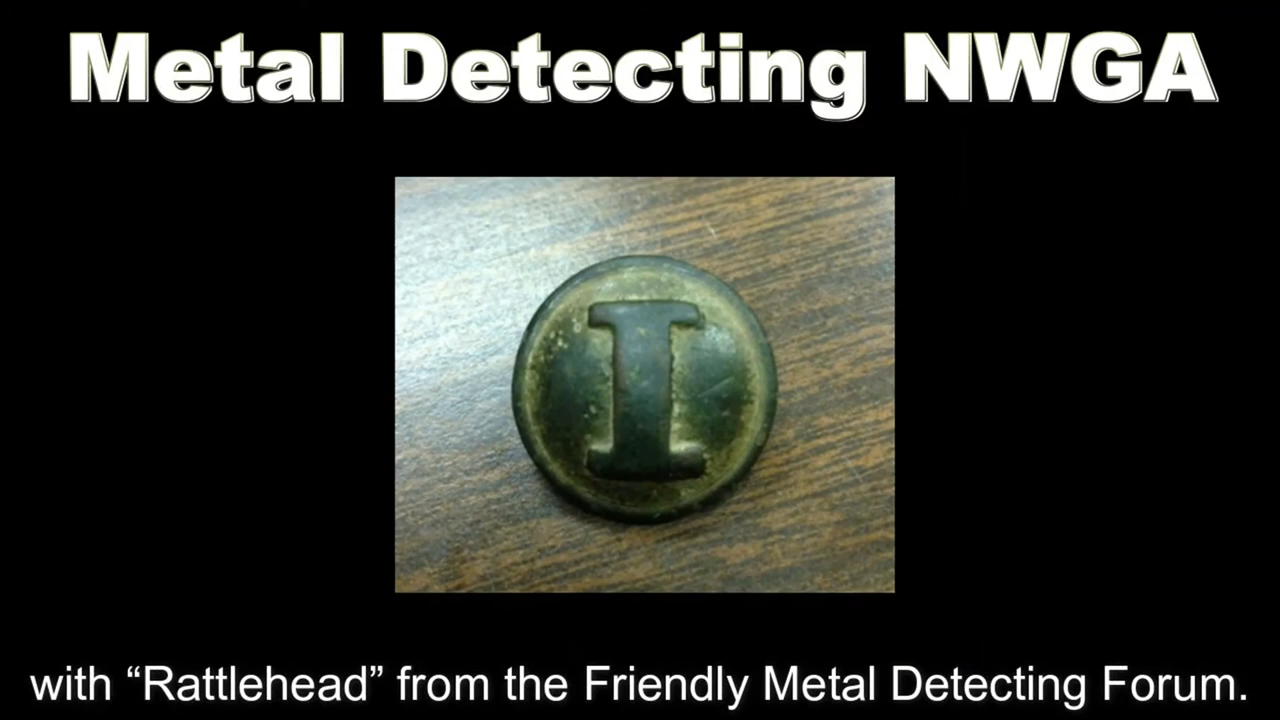 Metal Detecting NWGA
I
with “Rattlehead” from the Friendly Metal Detecting Forum.